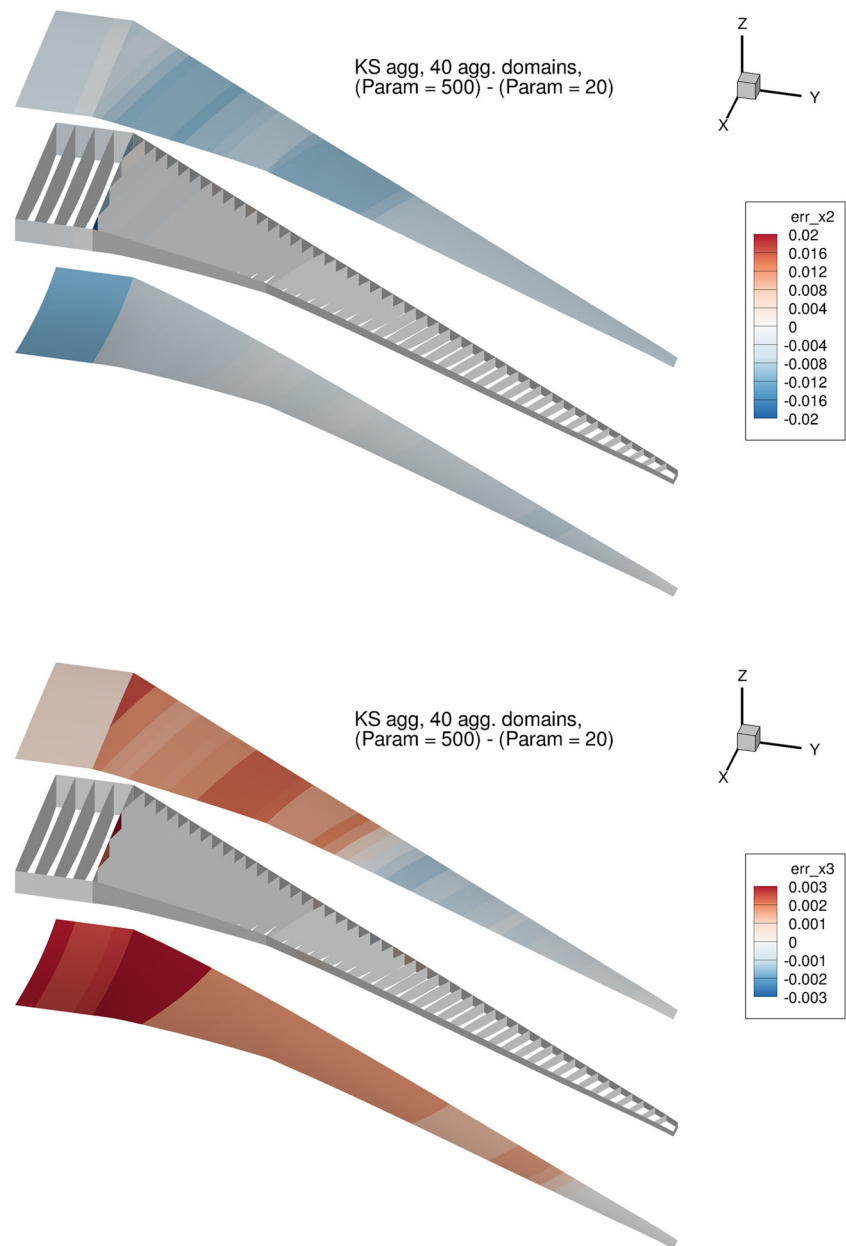 KS agg, 40 agg. domains,
(Param = 500) - (Param = 20)
Z
Y
X
err_x2
0.02
0.016
0.012
0.008
0.004
0
-0.004
-0.008
-0.012
-0.016
-0.02
KS agg, 40 agg. domains,
(Param = 500) - (Param = 20)
Z
Y
X
err_x3
0.003
0.002
0.001
0
-0.001
-0.002
-0.003